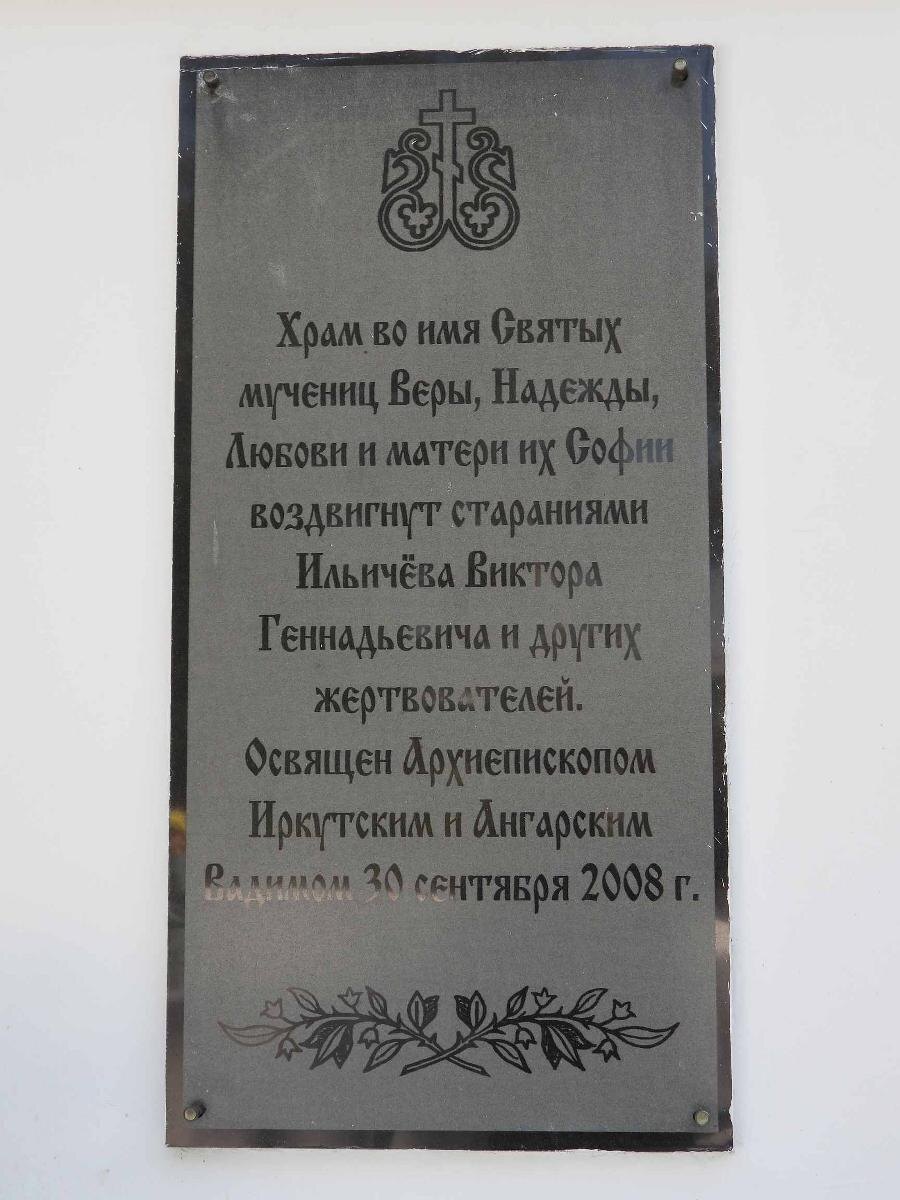 Храм во имя Святых
мучениц Веры, Надежды,
Любови и матери их Софии
воздвигнут стараниями
Ильичёва Виктора
Геннадьевича и других
жертвователей.
Освящен Архиепископом
Иркутским и Ангарским
Вадимом 30 сентября 2008 г.